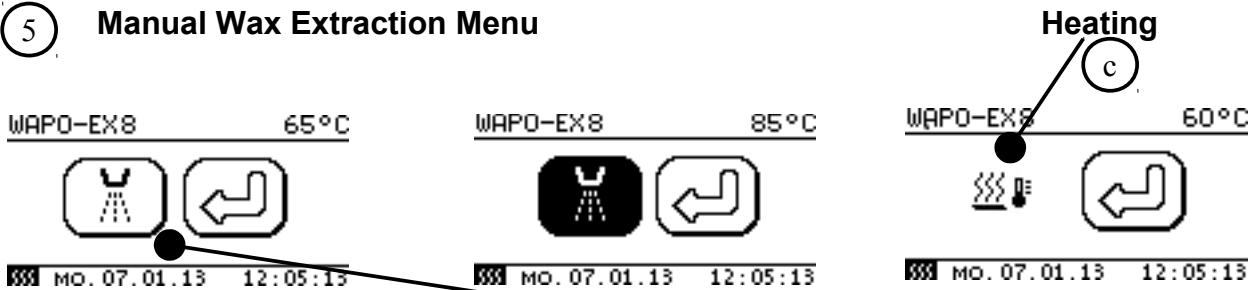 5 Manual Wax Extraction Menu Heating
c
WAPO-EX8 65°C WAPO-EX8 85°C WAPO-EX8 60°C
MO. 07.01.13 12:05:13 MO. 07.01.13 12:05:13 MO. 07.01.13 12:05:13